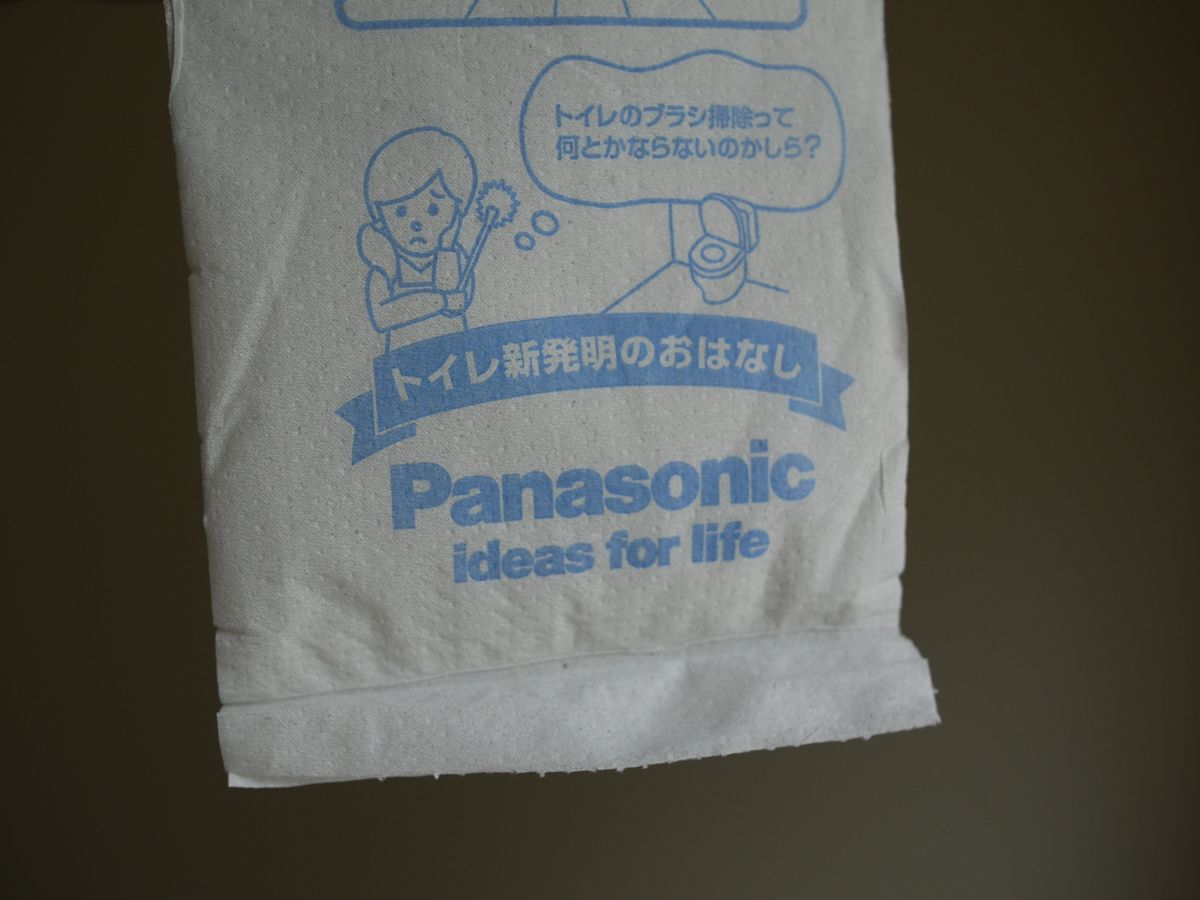 トイレのブラシ掃除って
何とかならないのかしら?
トイレ新発明のおはなし
Panasonic
ideas for life